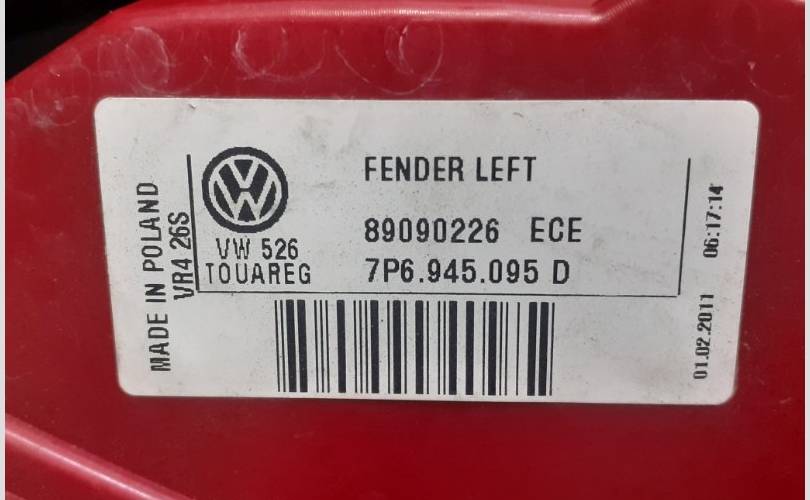 MADE IN POLAND
VR4 26S
VW 526
TOUAREG
FENDER LEFT
89090226 ECE
7P6.945.095 D
01.02.2011 06:17:14